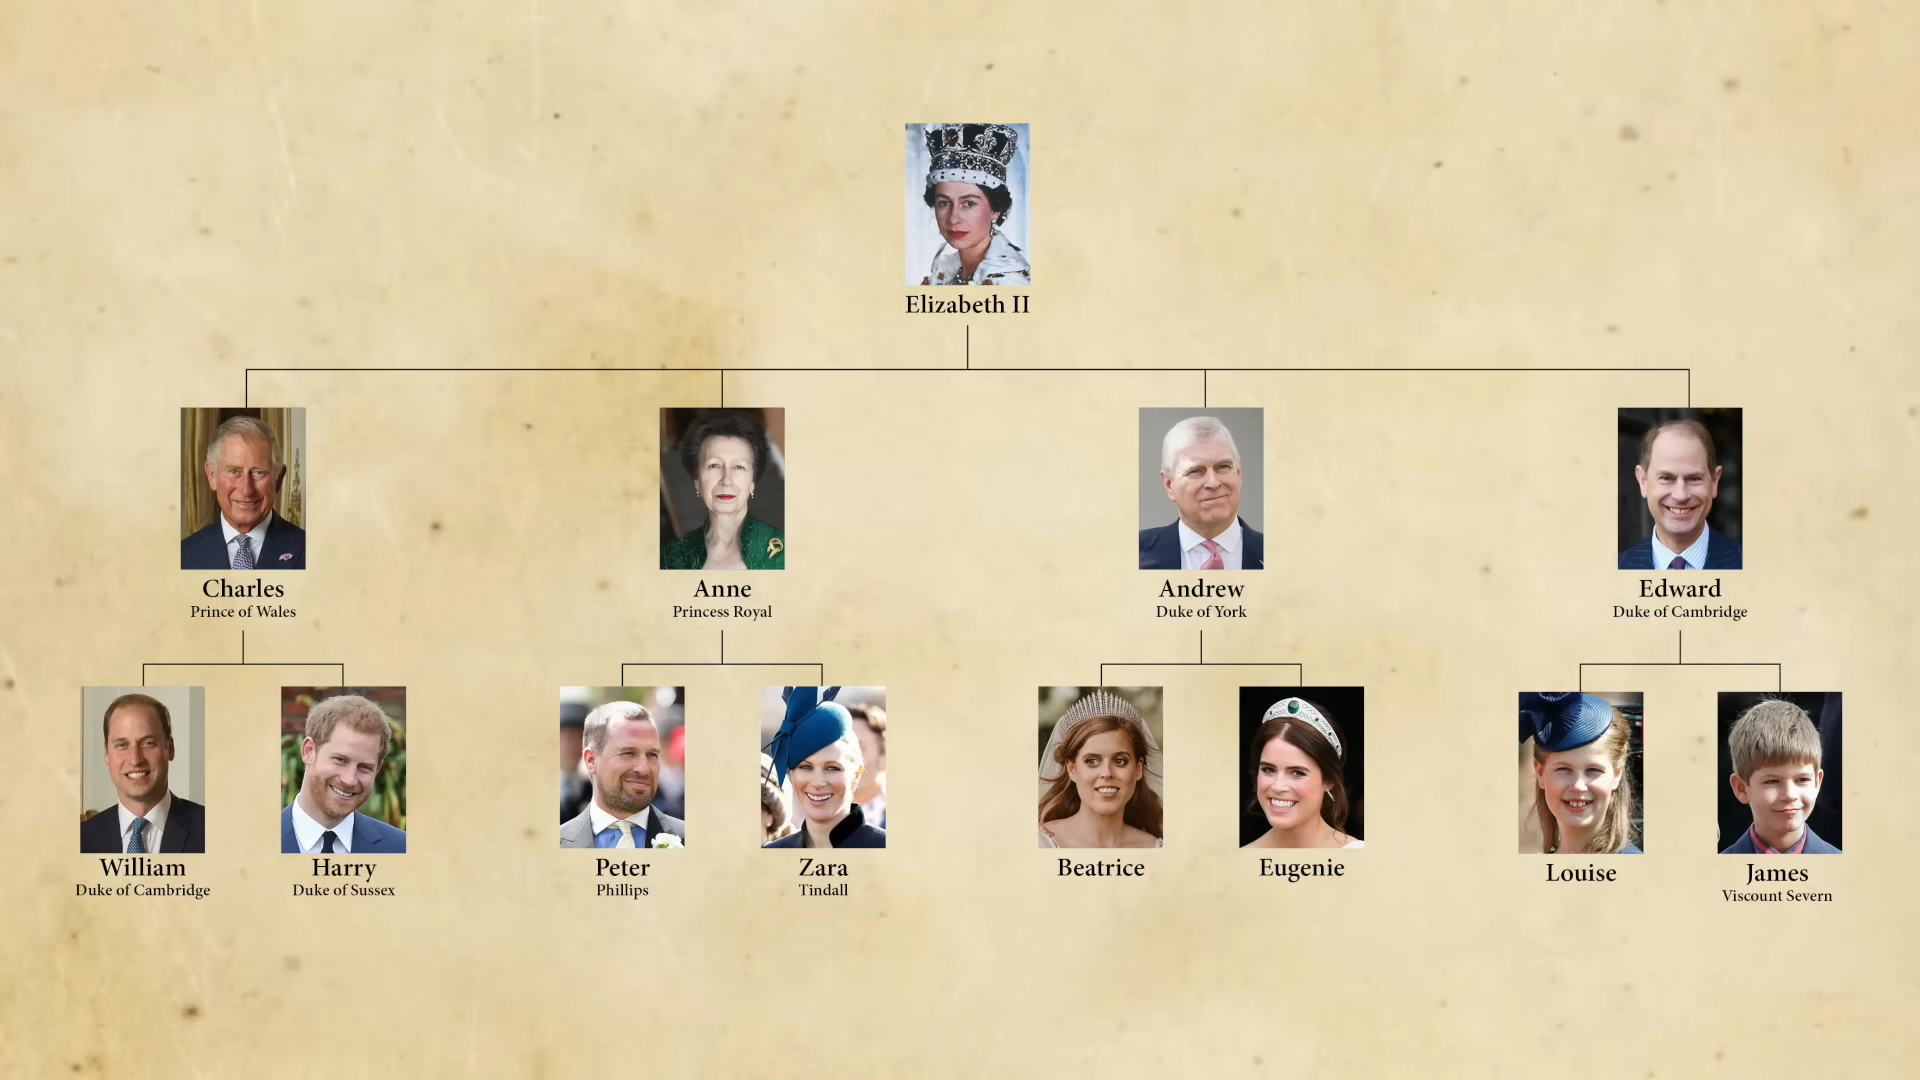 Elizabeth II
Charles
Prince of Wales
Anne
Princess Royal
Andrew
Duke of York
Edward
Duke of Cambridge
William
Duke of Cambridge
Harry
Duke of Sussex
Peter
Phillips
Zara
Tindall
Beatrice
Eugenie
Louise
James
Viscount Severn